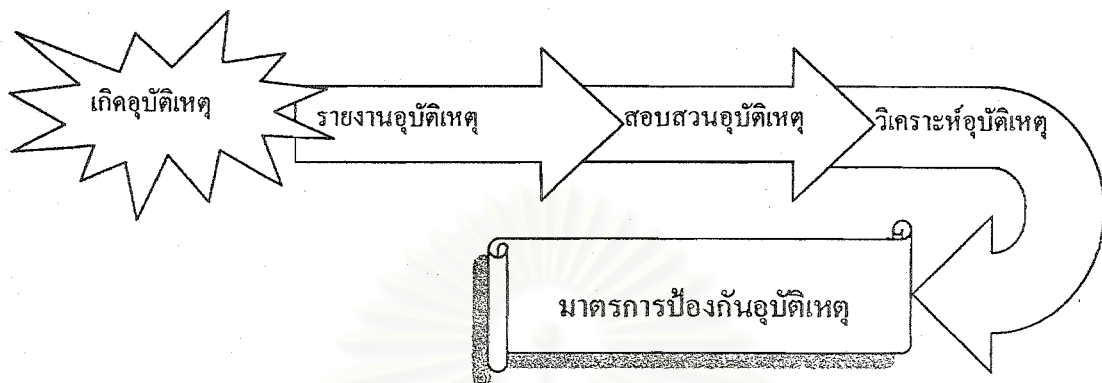 เกิดอุบัติเหตุ
รายงานอุบัติเหตุ
สอบสวนอุบัติเหตุ
วิเคราะห์อุบัติเหตุ
มาตรการป้องกันอุบัติเหตุ